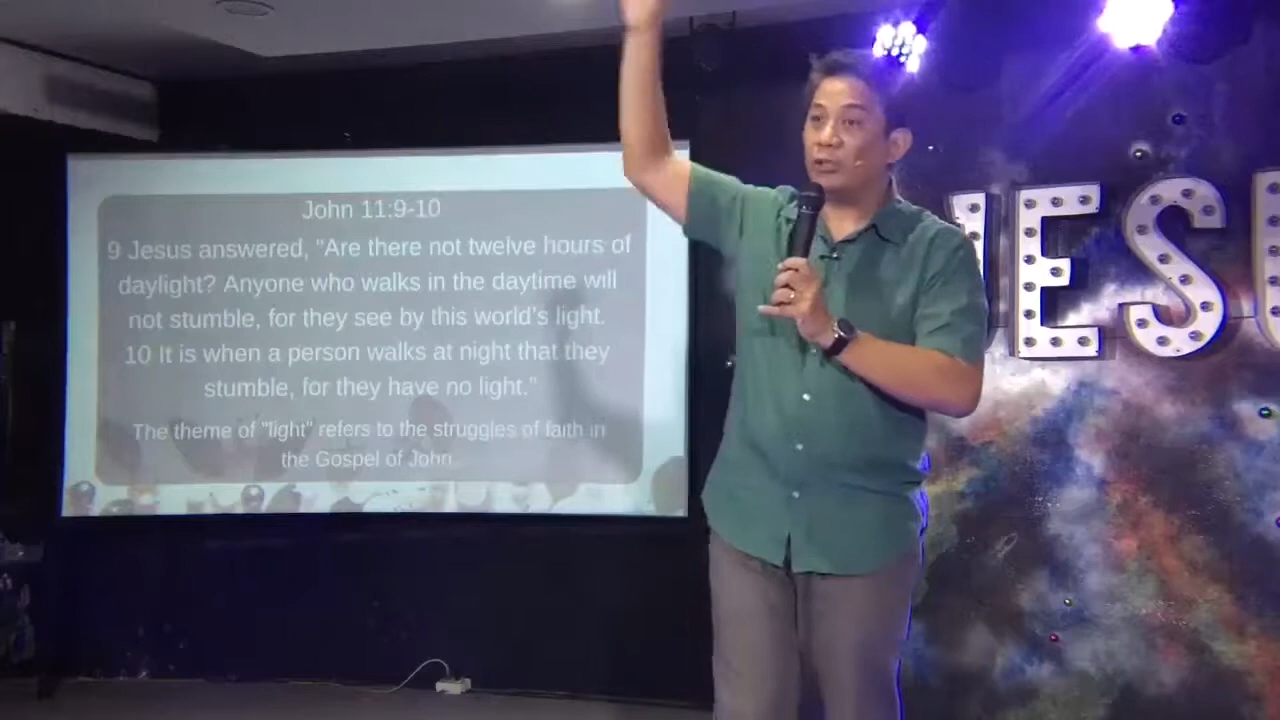 John 11:9-10
9 Jesus answered, "Are there not twelve hours of
daylight? Anyone who walks in the daytime will
not stumble, for they see by this world's light.
10 It is when a person walks at night that they
stumble, for they have no light."
The theme of "light" refers to the struggles of faith in
the Gospel of John.
JESU